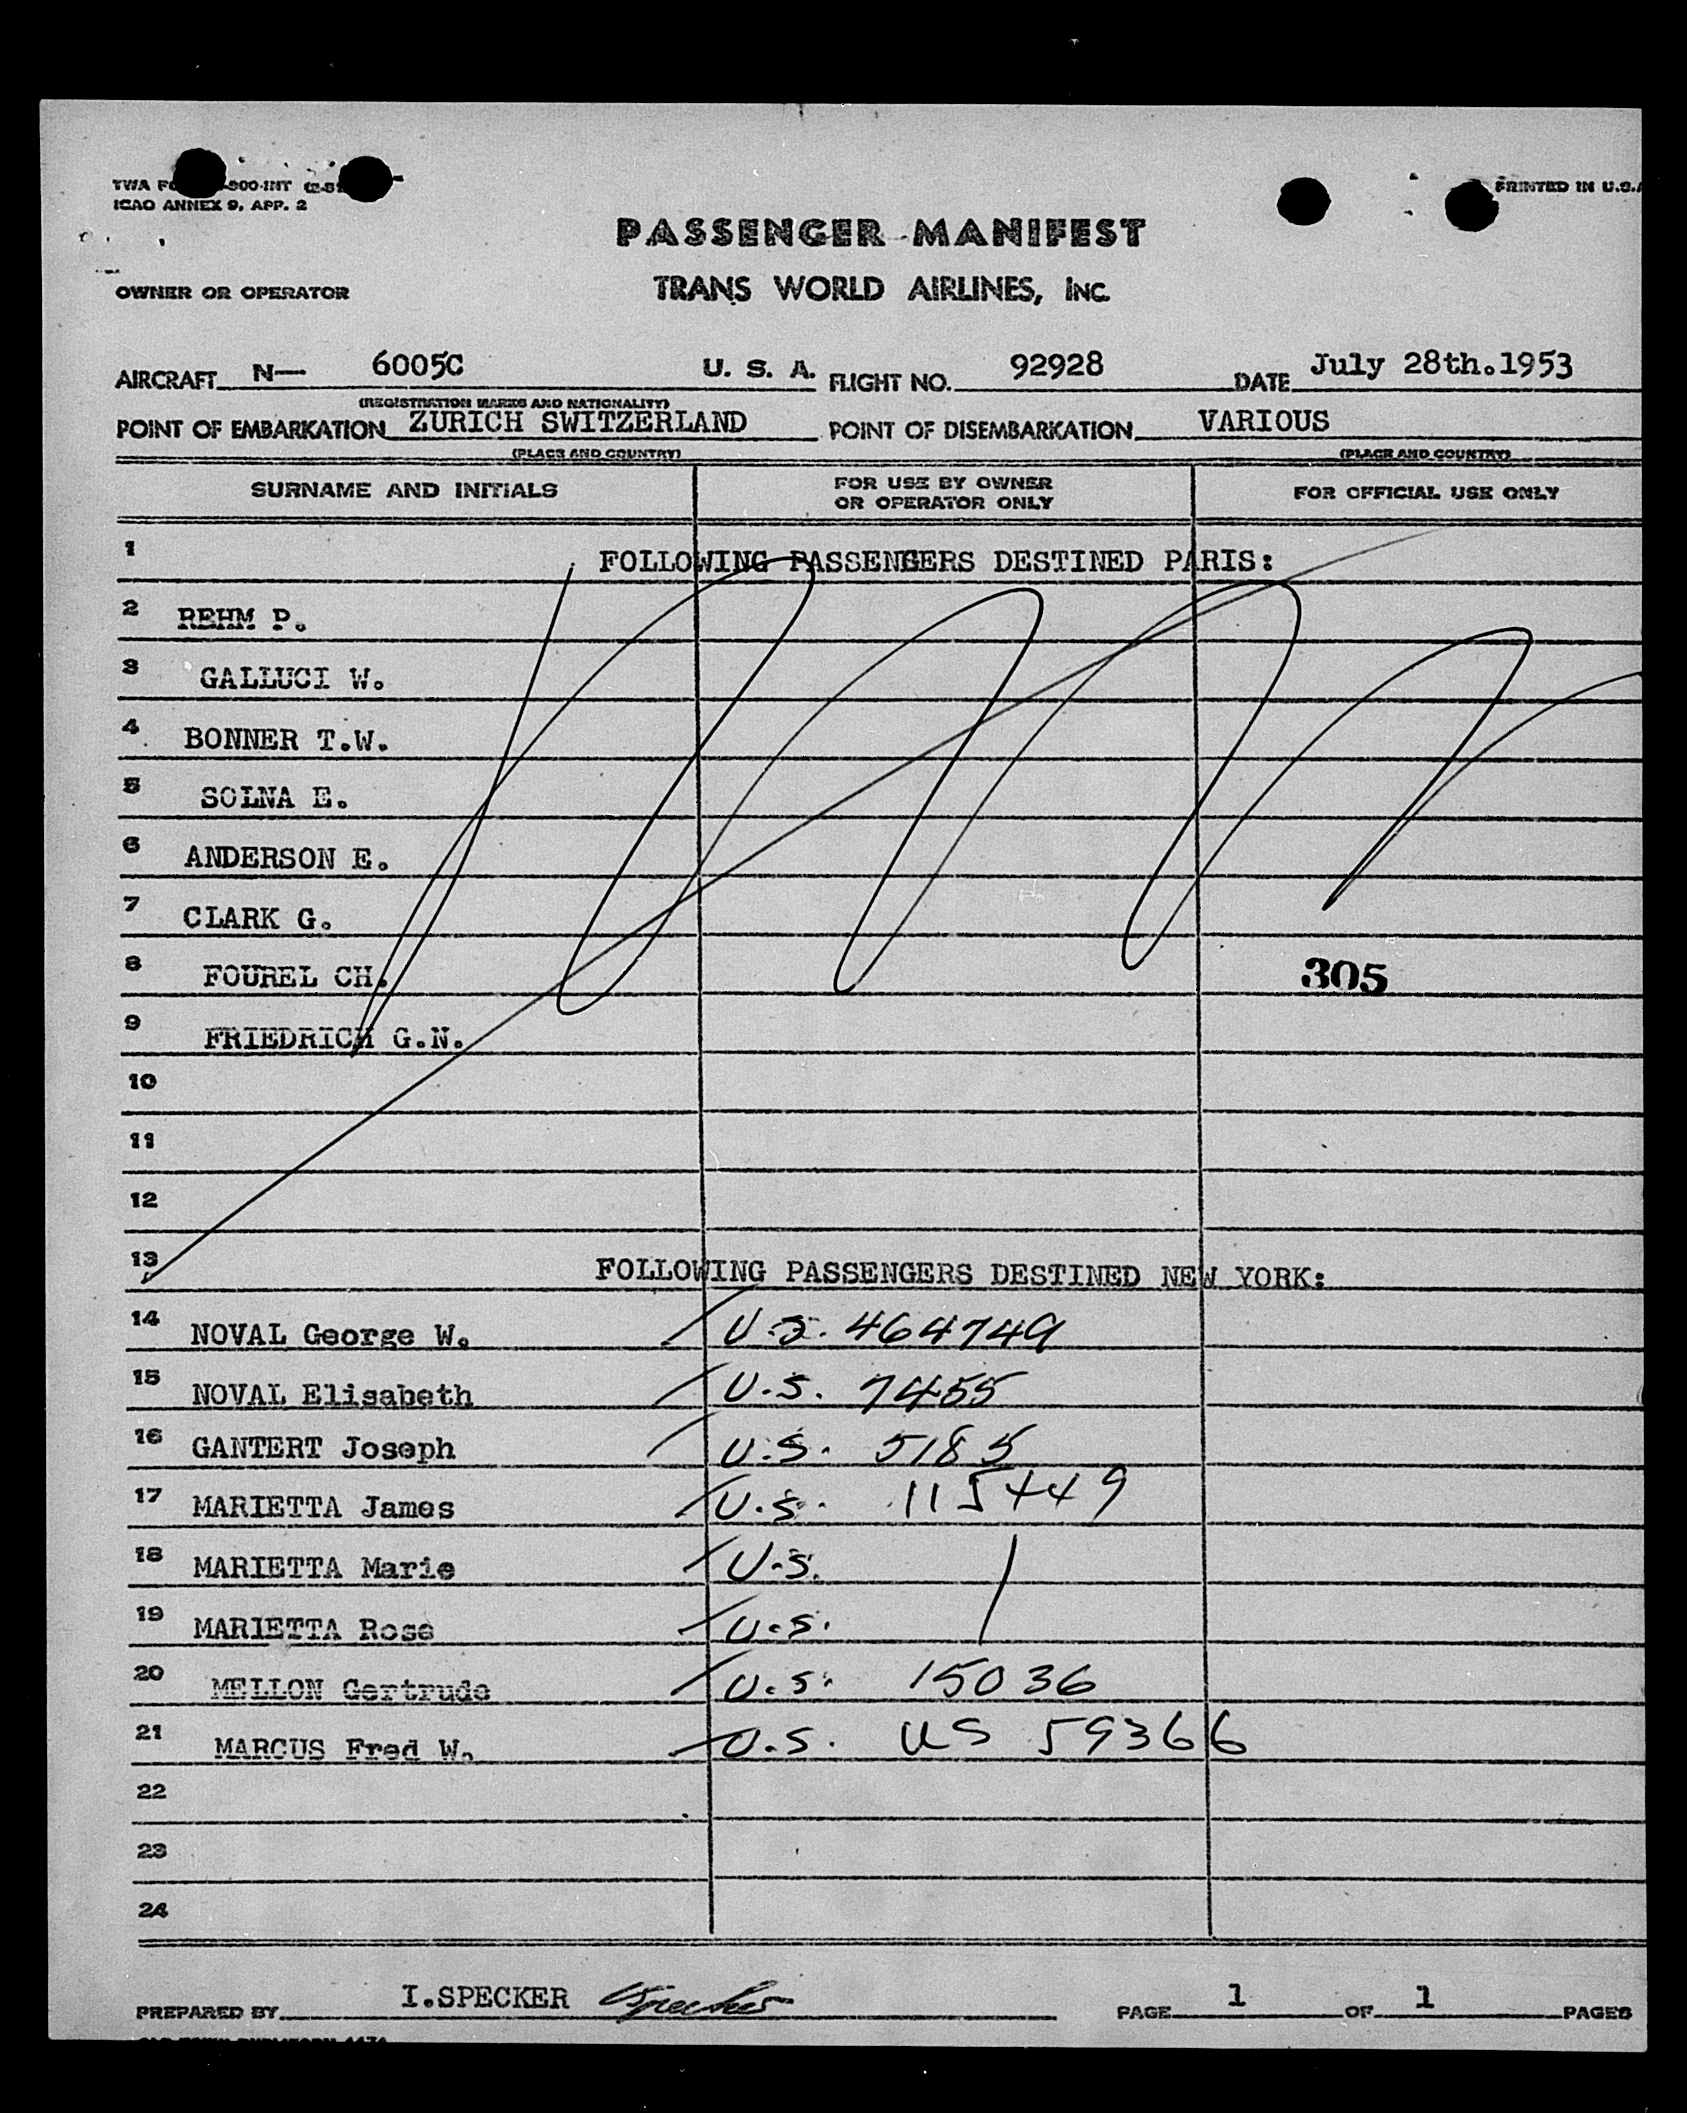 ICAO ANNEX 9, APP. 2
PRINTED IN U.S.A
PASSENGER MANIFEST
OWNER OR OPERATOR
TRANS WORLD AIRLINES, INC.
AIRCRAFT N— 6005C U. S. A. FLIGHT NO. 92928 DATE July 28th.1953
(REGISTRATION MARKS AND NATIONALITY)
POINT OF EMBARKATION ZURICH SWITZERLAND POINT OF DISEMBARKATION VARIOUS
(PLACE AND COUNTRY) (PLACE AND COUNTRY)
SURNAME AND INITIALS FOR USE BY OWNER OR OPERATOR ONLY FOR OFFICIAL USE ONLY
1 FOLLOWING PASSENGERS DESTINED PARIS:
2 REHM P.
3 GALLUCI W.
4 BONNER T.W.
5 SOLNA E.
6 ANDERSON E.
7 CLARK G.
8 FOUREL CH. 305
9 FRIEDRICH G.N.
10
11
12
13 FOLLOWING PASSENGERS DESTINED NEW YORK:
14 NOVAL George W. U.S. 464749
15 NOVAL Elisabeth U.S. 7455
16 GANTERT Joseph U.S. 5185
17 MARIETTA James U.S. 115449
18 MARIETTA Marie U.S.
19 MARIETTA Rose U.S.
20 MELLON Gertrude U.S. 15036
21 MARCUS Fred W. U.S. US 59366
22
23
24
PREPARED BY I.SPECKER Specker PAGE 1 OF 1 PAGES